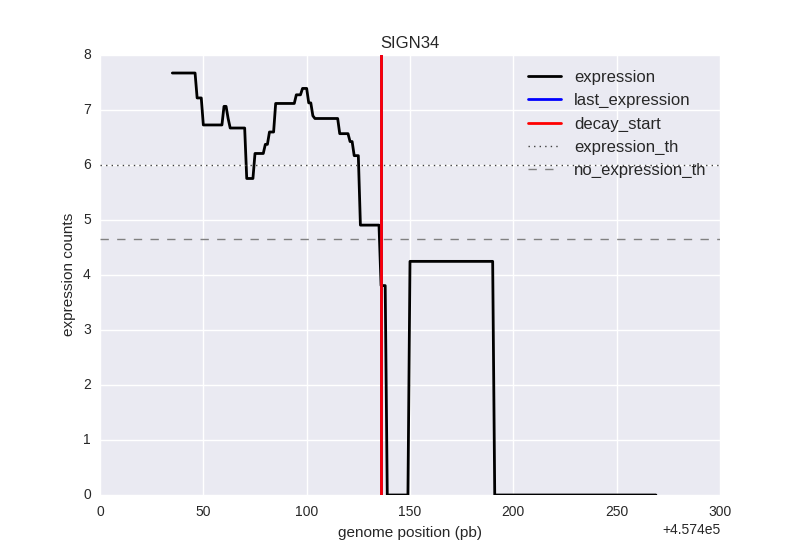 SIGN34
8
7
6
5
4
3
2
1
0
expression counts
expression
last_expression
decay_start
expression_th
no_expression_th
0 50 100 150 200 250 300
+4.574e5
genome position (pb)